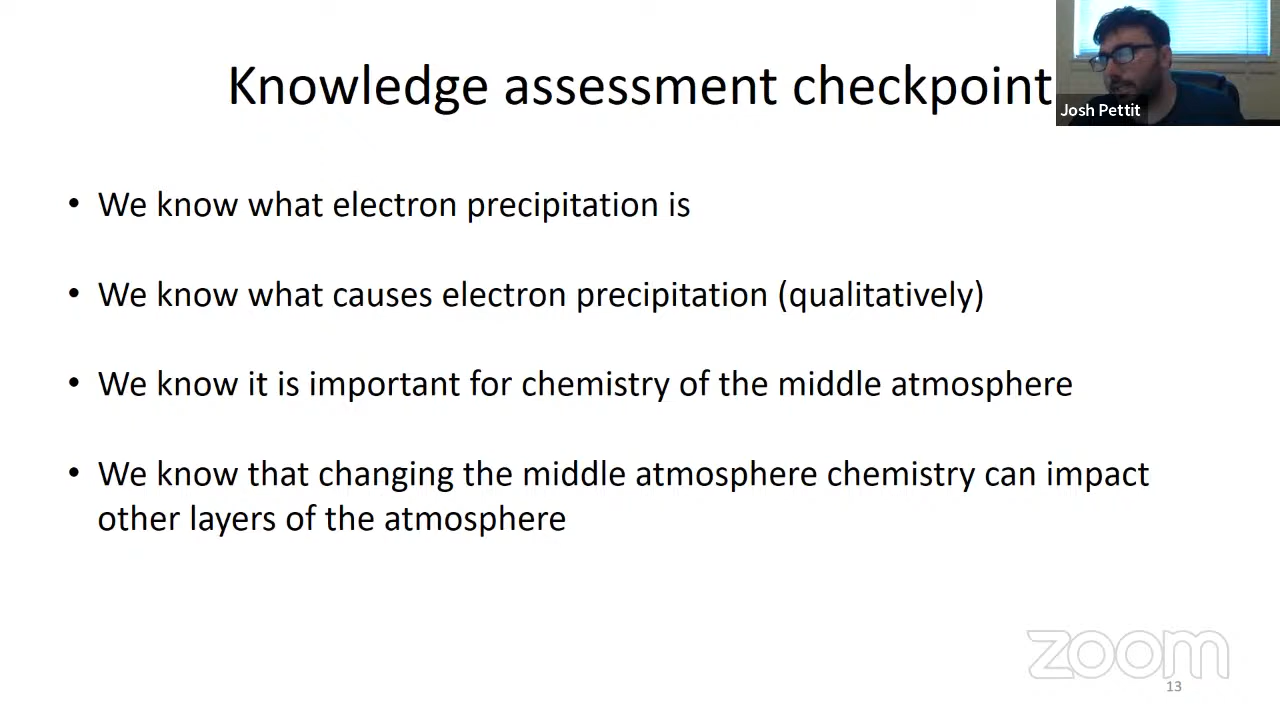 Knowledge assessment checkpoint
Josh Pettit
• We know what electron precipitation is
• We know what causes electron precipitation (qualitatively)
• We know it is important for chemistry of the middle atmosphere
• We know that changing the middle atmosphere chemistry can impact
other layers of the atmosphere
zoom
13